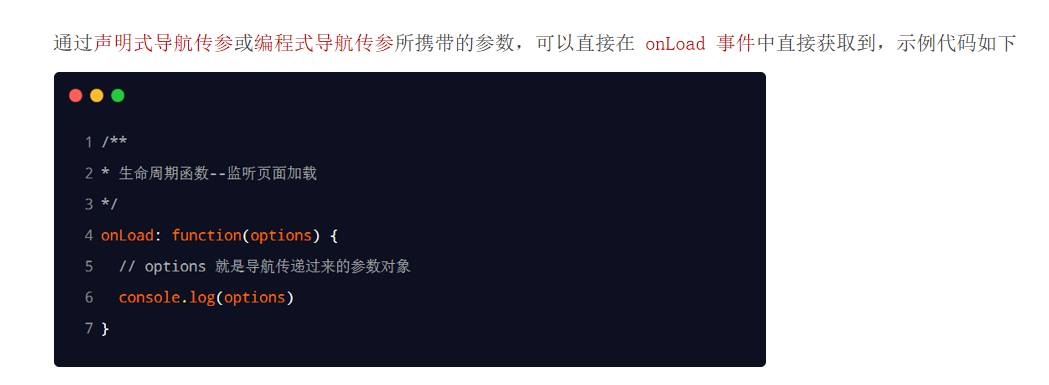 通过声明式导航传参或编程式导航传参所携带的参数，可以直接在 onLoad 事件中直接获取到，示例代码如下
1 /**
2 * 生命周期函数--监听页面加载
3 */
4 onLoad: function(options) {
5   // options 就是导航传递过来的参数对象
6   console.log(options)
7 }